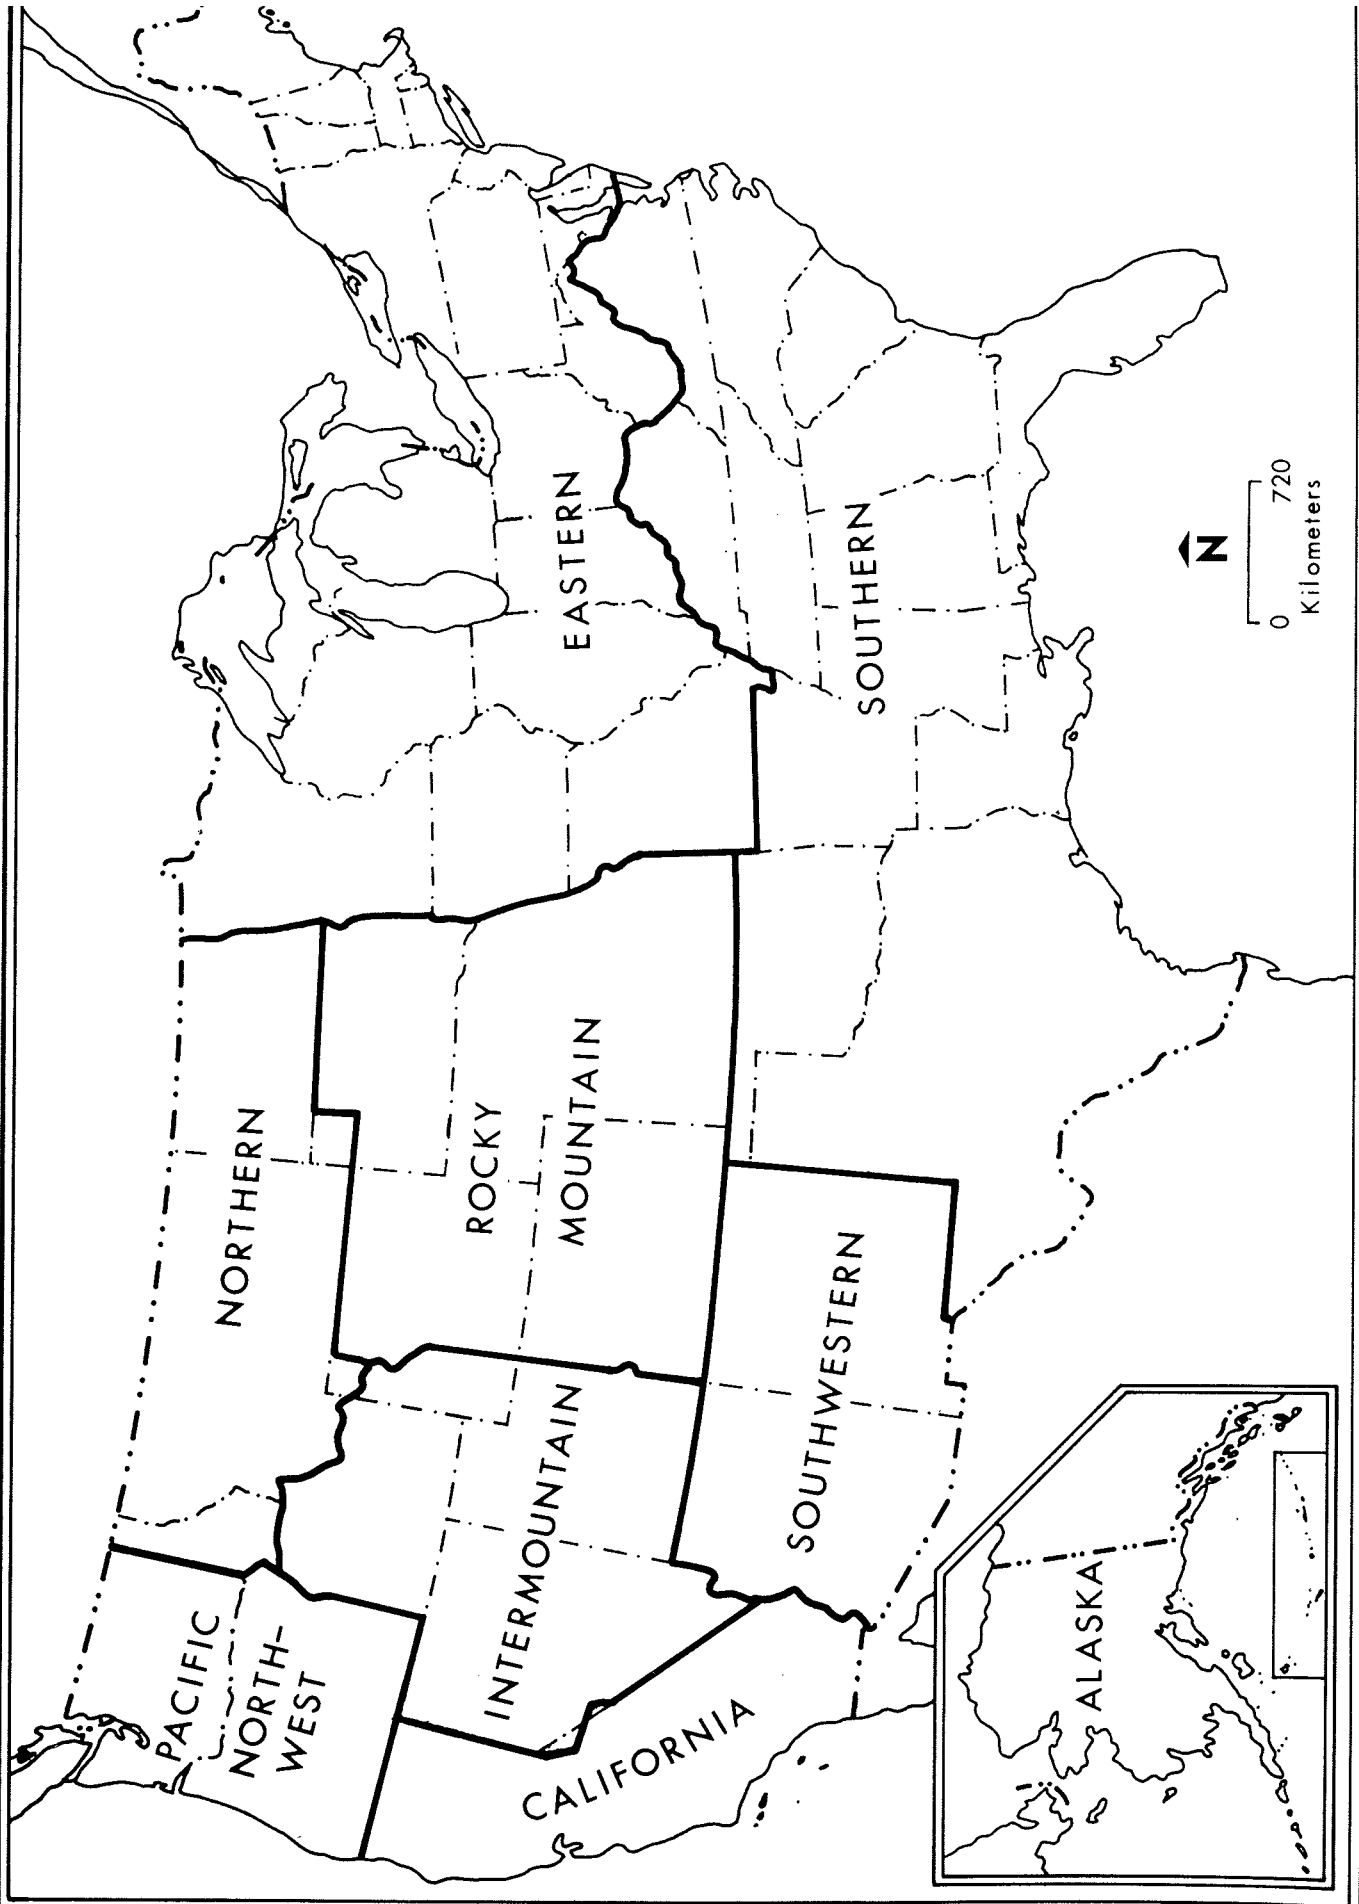 NORTHERN
PACIFIC
NORTH-
WEST
ROCKY
MOUNTAIN
INTERMOUNTAIN
CALIFORNIA
SOUTHWESTERN
EASTERN
SOUTHERN
ALASKA
N
0 720
Kilometers